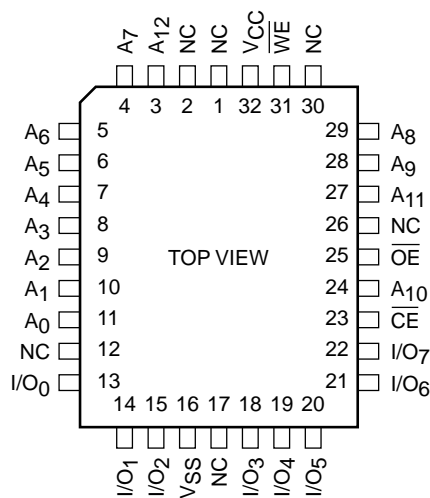 A7 A12 NC NC VCC W̅E̅ NC
4 3 2 1 32 31 30
A6 5 29 A8
A5 6 28 A9
A4 7 27 A11
A3 8 26 NC
A2 9 TOP VIEW 25 O̅E̅
A1 10 24 A10
A0 11 23 C̅E̅
NC 12 22 I/O7
I/O0 13 21 I/O6
14 15 16 17 18 19 20
I/O1 I/O2 VSS NC I/O3 I/O4 I/O5